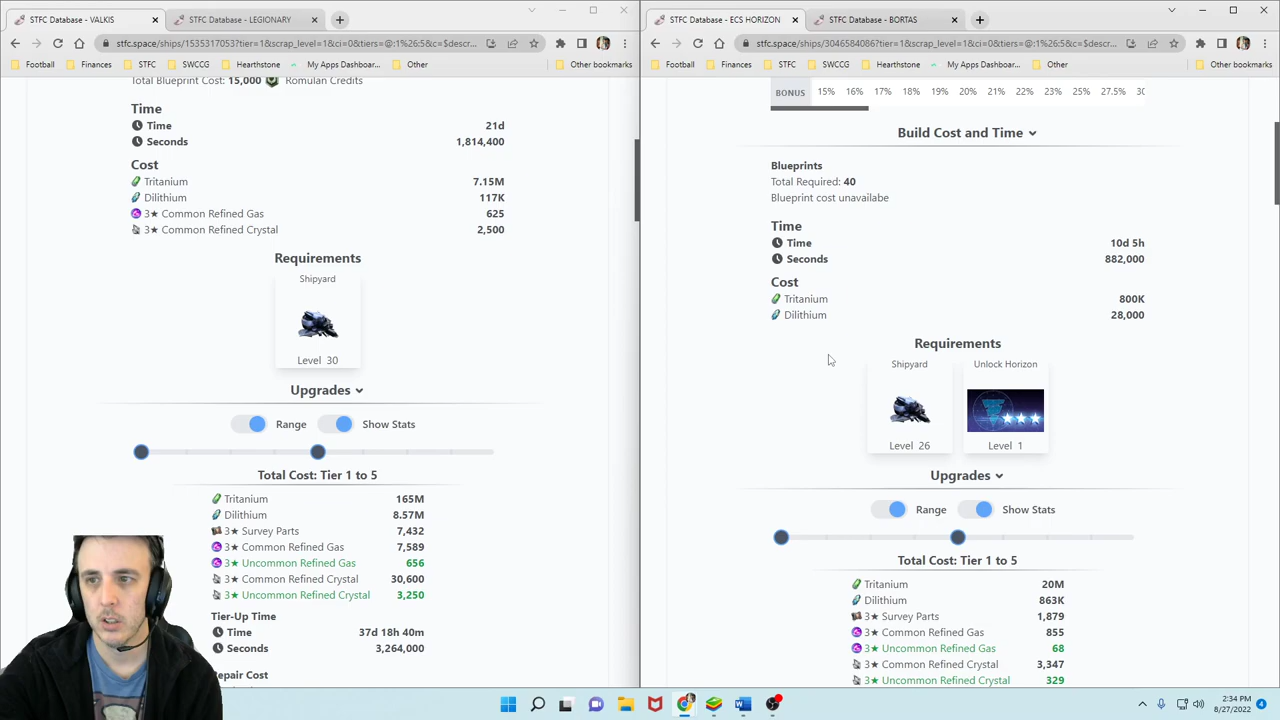 STFC Database - VALKIS
STFC Database - LEGIONARY
stfc.space/ships/1535317053?tier=1&scrap_level=1&ci=0&tiers=@:1%26:5&c=$descr...
Football
Finances
STFC
SWCCG
Hearthstone
My Apps Dashboar...
Other
Other bookmarks
Total Blueprint Cost: 15,000 Romulan Credits
Time
Time 21d
Seconds 1,814,400
Cost
Tritanium 7.15M
Dilithium 117K
3★ Common Refined Gas 625
3★ Common Refined Crystal 2,500
Requirements
Shipyard
Level 30
Upgrades
Range
Show Stats
Total Cost: Tier 1 to 5
Tritanium 165M
Dilithium 8.57M
3★ Survey Parts 7,432
3★ Common Refined Gas 7,589
3★ Uncommon Refined Gas 656
3★ Common Refined Crystal 30,600
3★ Uncommon Refined Crystal 3,250
Tier-Up Time
Time 37d 18h 40m
Seconds 3,264,000
Repair Cost
STFC Database - ECS HORIZON
STFC Database - BORTAS
stfc.space/ships/3046584086?tier=1&scrap_level=1&ci=0&tiers=@:1%26:5&c=$descr...
Football
Finances
STFC
SWCCG
Hearthstone
My Apps Dashboar...
Other
Other bookmarks
BONUS 15% 16% 17% 18% 19% 20% 21% 22% 23% 25% 27.5% 30
Build Cost and Time
Blueprints
Total Required: 40
Blueprint cost unavailabe
Time
Time 10d 5h
Seconds 882,000
Cost
Tritanium 800K
Dilithium 28,000
Requirements
Shipyard
Level 26
Unlock Horizon
Level 1
Upgrades
Range
Show Stats
Total Cost: Tier 1 to 5
Tritanium 20M
Dilithium 863K
3★ Survey Parts 1,879
3★ Common Refined Gas 855
3★ Uncommon Refined Gas 68
3★ Common Refined Crystal 3,347
3★ Uncommon Refined Crystal 329
2:34 PM
8/27/2022